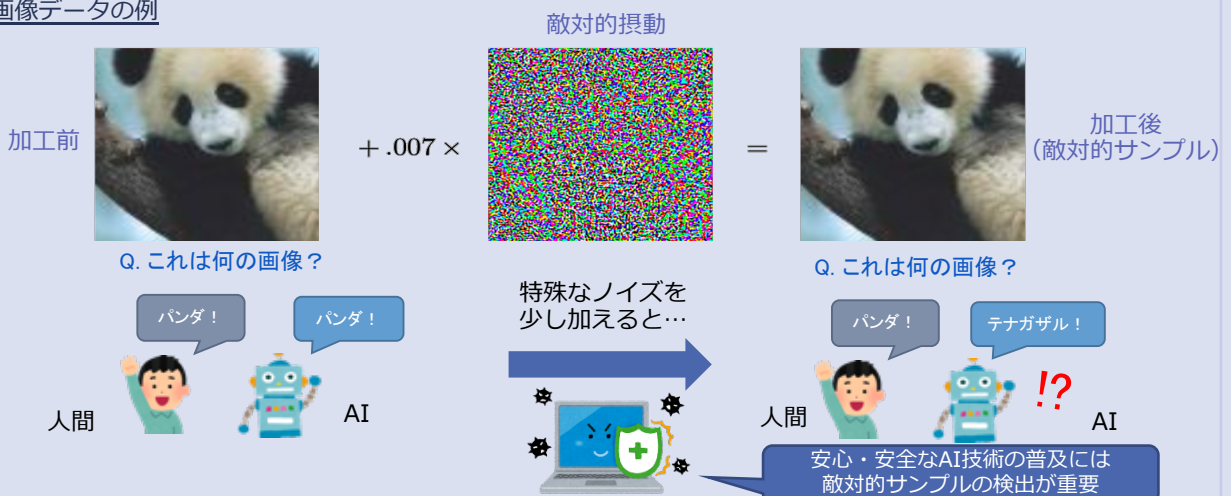 画像データの例
敵対的摂動
加工前
+ .007 ×
=
加工後
(敵対的サンプル)
Q. これは何の画像？
Q. これは何の画像？
パンダ！
パンダ！
特殊なノイズを
少し加えると…
パンダ！
テナガザル！
!?
人間
AI
人間
AI
安心・安全なAI技術の普及には
敵対的サンプルの検出が重要